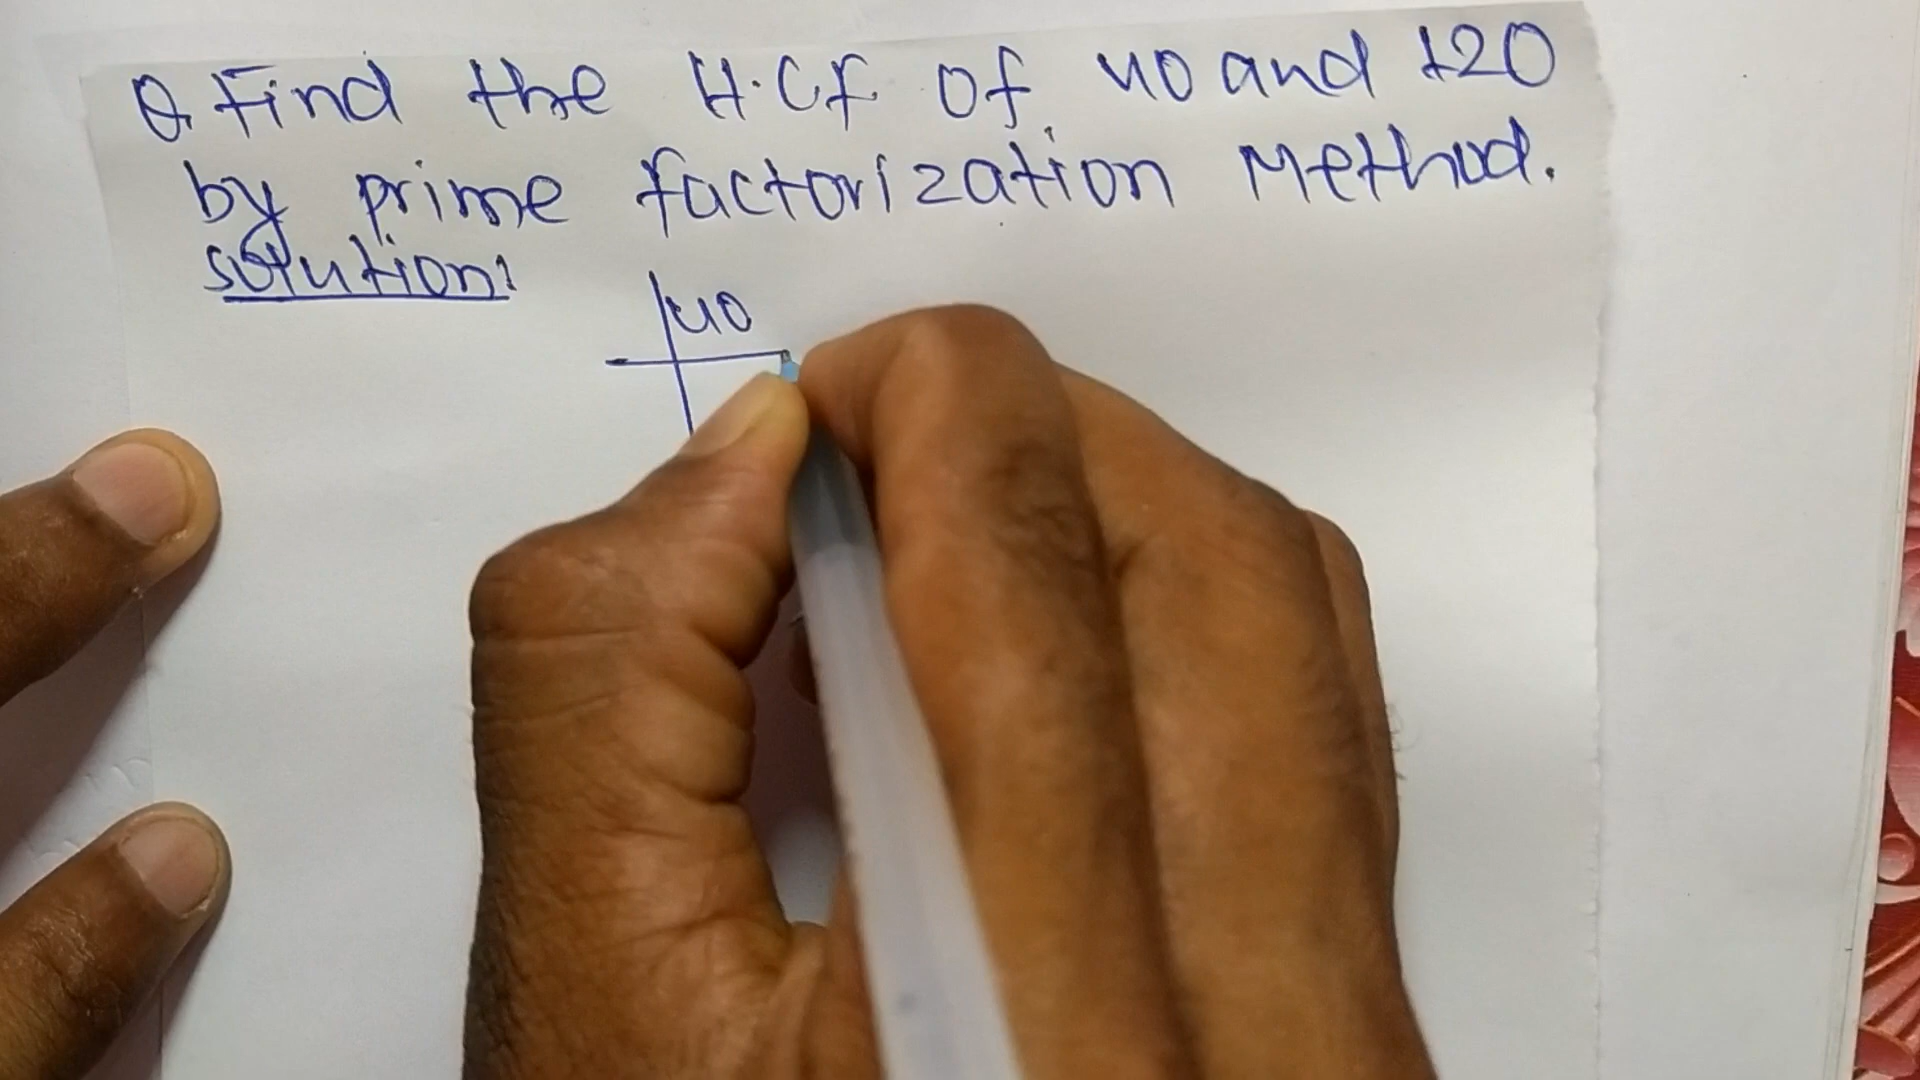 Q Find the H.C.F Of 40 and 120
by prime factorization Method.
solution:
40